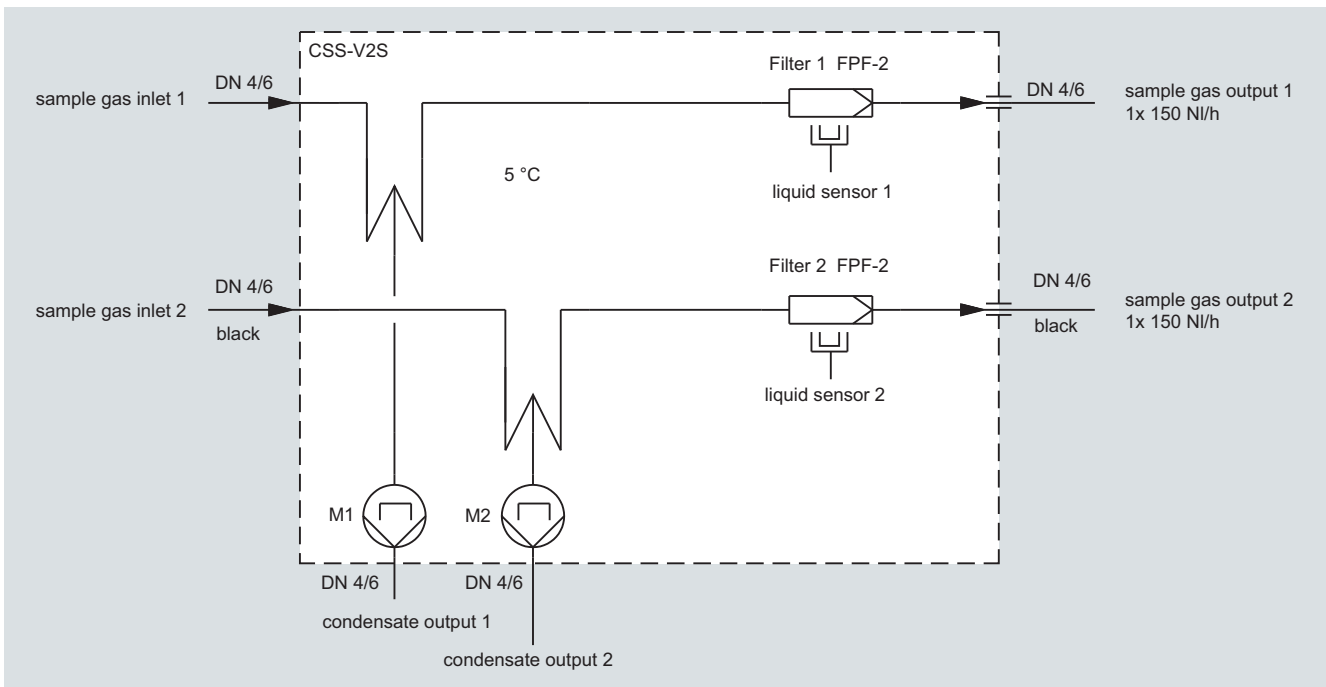 CSS-V2S
Filter 1 FPF-2
DN 4/6
sample gas inlet 1
DN 4/6
sample gas output 1
1x 150 Nl/h
5 °C
liquid sensor 1
Filter 2 FPF-2
DN 4/6
sample gas inlet 2
black
DN 4/6
black
sample gas output 2
1x 150 Nl/h
liquid sensor 2
M1
M2
DN 4/6
DN 4/6
condensate output 1
condensate output 2